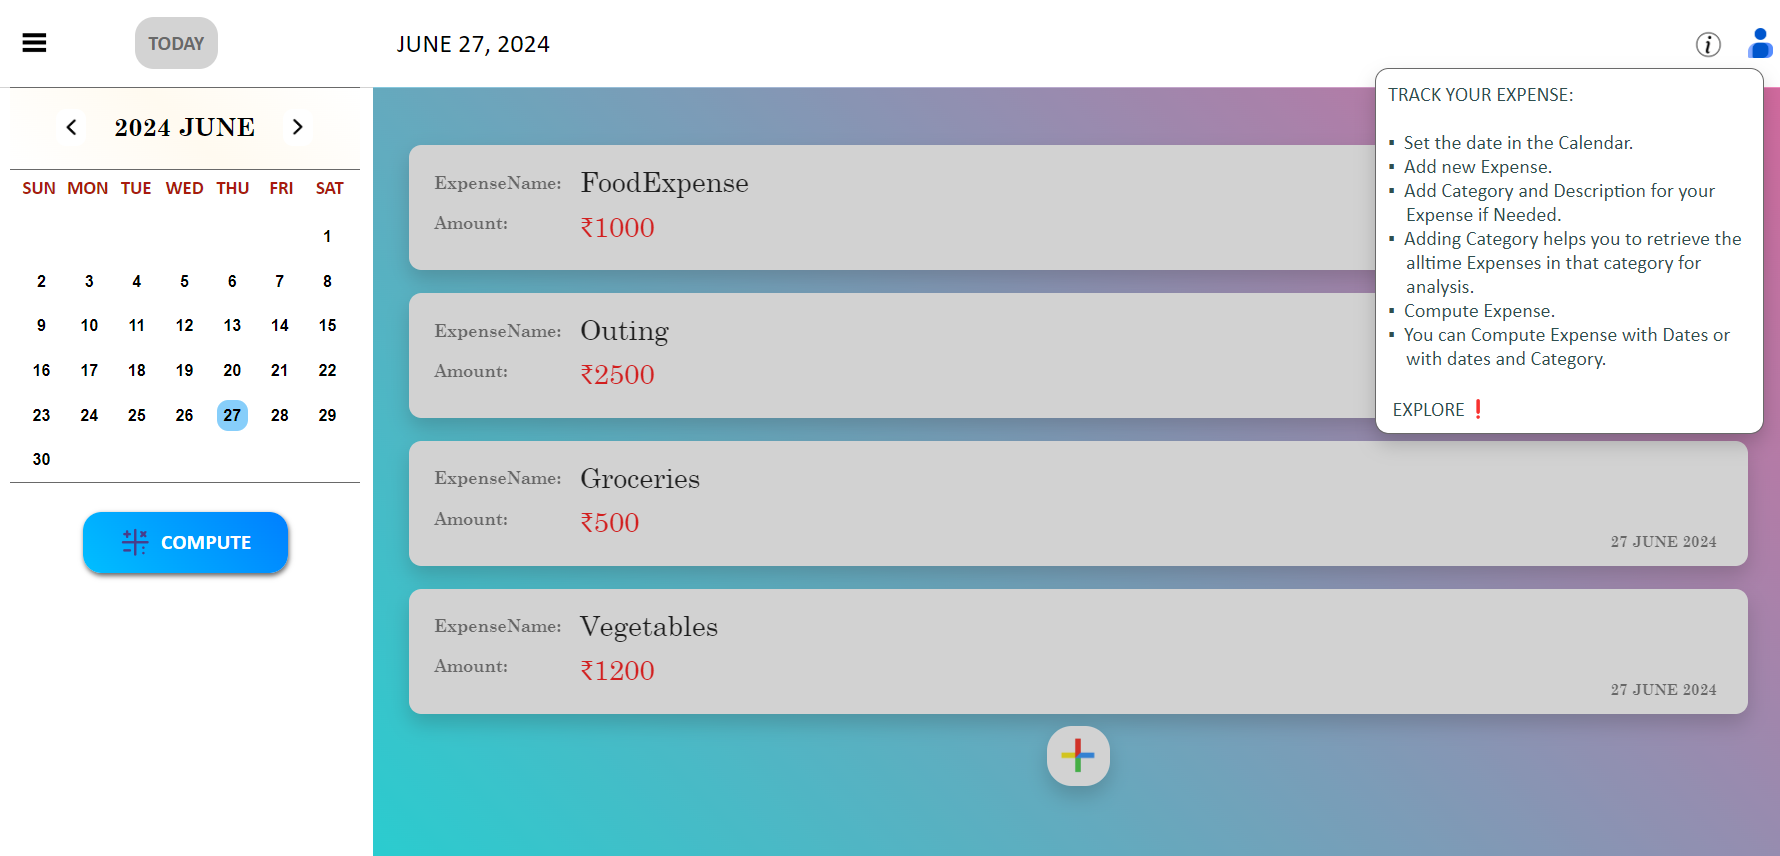 TODAY
JUNE 27, 2024
i
2024 JUNE
SUN MON TUE WED THU FRI SAT
1
2 3 4 5 6 7 8
9 10 11 12 13 14 15
16 17 18 19 20 21 22
23 24 25 26 27 28 29
30
COMPUTE
ExpenseName: FoodExpense
Amount: ₹1000
ExpenseName: Outing
Amount: ₹2500
ExpenseName: Groceries
Amount: ₹500
27 JUNE 2024
ExpenseName: Vegetables
Amount: ₹1200
27 JUNE 2024
TRACK YOUR EXPENSE:
▪ Set the date in the Calendar.
▪ Add new Expense.
▪ Add Category and Description for your
Expense if Needed.
▪ Adding Category helps you to retrieve the
alltime Expenses in that category for
analysis.
▪ Compute Expense.
▪ You can Compute Expense with Dates or
with dates and Category.
EXPLORE ❗